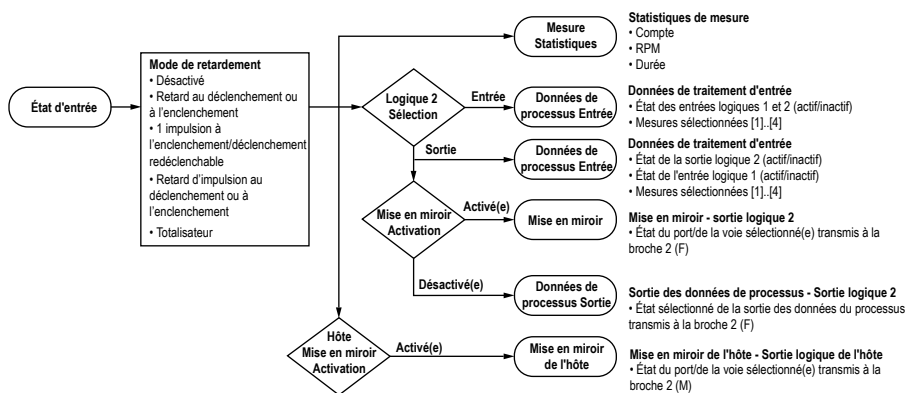 État d'entrée
Mode de retardement
• Désactivé
• Retard au déclenchement ou
à l'enclenchement
• 1 impulsion à
l'enclenchement/déclenchement
redéclenchable
• Retard d'impulsion au
déclenchement ou à
l'enclenchement
• Totalisateur
Mesure
Statistiques
Statistiques de mesure
• Compte
• RPM
• Durée
Logique 2
Sélection
Entrée
Données de
processus Entrée
Données de traitement d'entrée
• État des entrées logiques 1 et 2 (actif/inactif)
• Mesures sélectionnées [1]..[4]
Sortie
Données de
processus Entrée
Données de traitement d'entrée
• État de la sortie logique 2 (actif/inactif)
• État de l'entrée logique 1 (actif/inactif)
• Mesures sélectionnées [1]..[4]
Mise en miroir
Activation
Activé(e)
Mise en miroir
Mise en miroir - sortie logique 2
• État du port/de la voie sélectionné(e) transmis à la
broche 2 (F)
Désactivé(e)
Données de
processus Sortie
Sortie des données de processus - Sortie logique 2
• État sélectionné de la sortie des données du processus
transmis à la broche 2 (F)
Hôte
Mise en miroir
Activation
Activé(e)
Mise en miroir
de l'hôte
Mise en miroir de l'hôte - Sortie logique de l'hôte
• État du port/de la voie sélectionné(e) transmis à la
broche 2 (M)